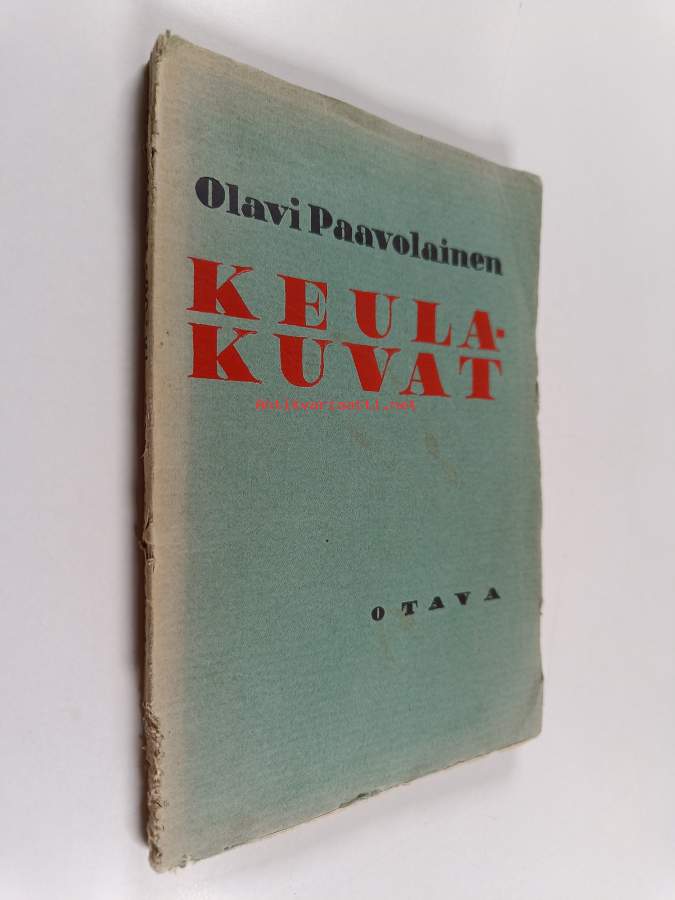 Olavi Paavolainen
KEULA-
KUVAT
Antikvariaatti.net
OTAVA